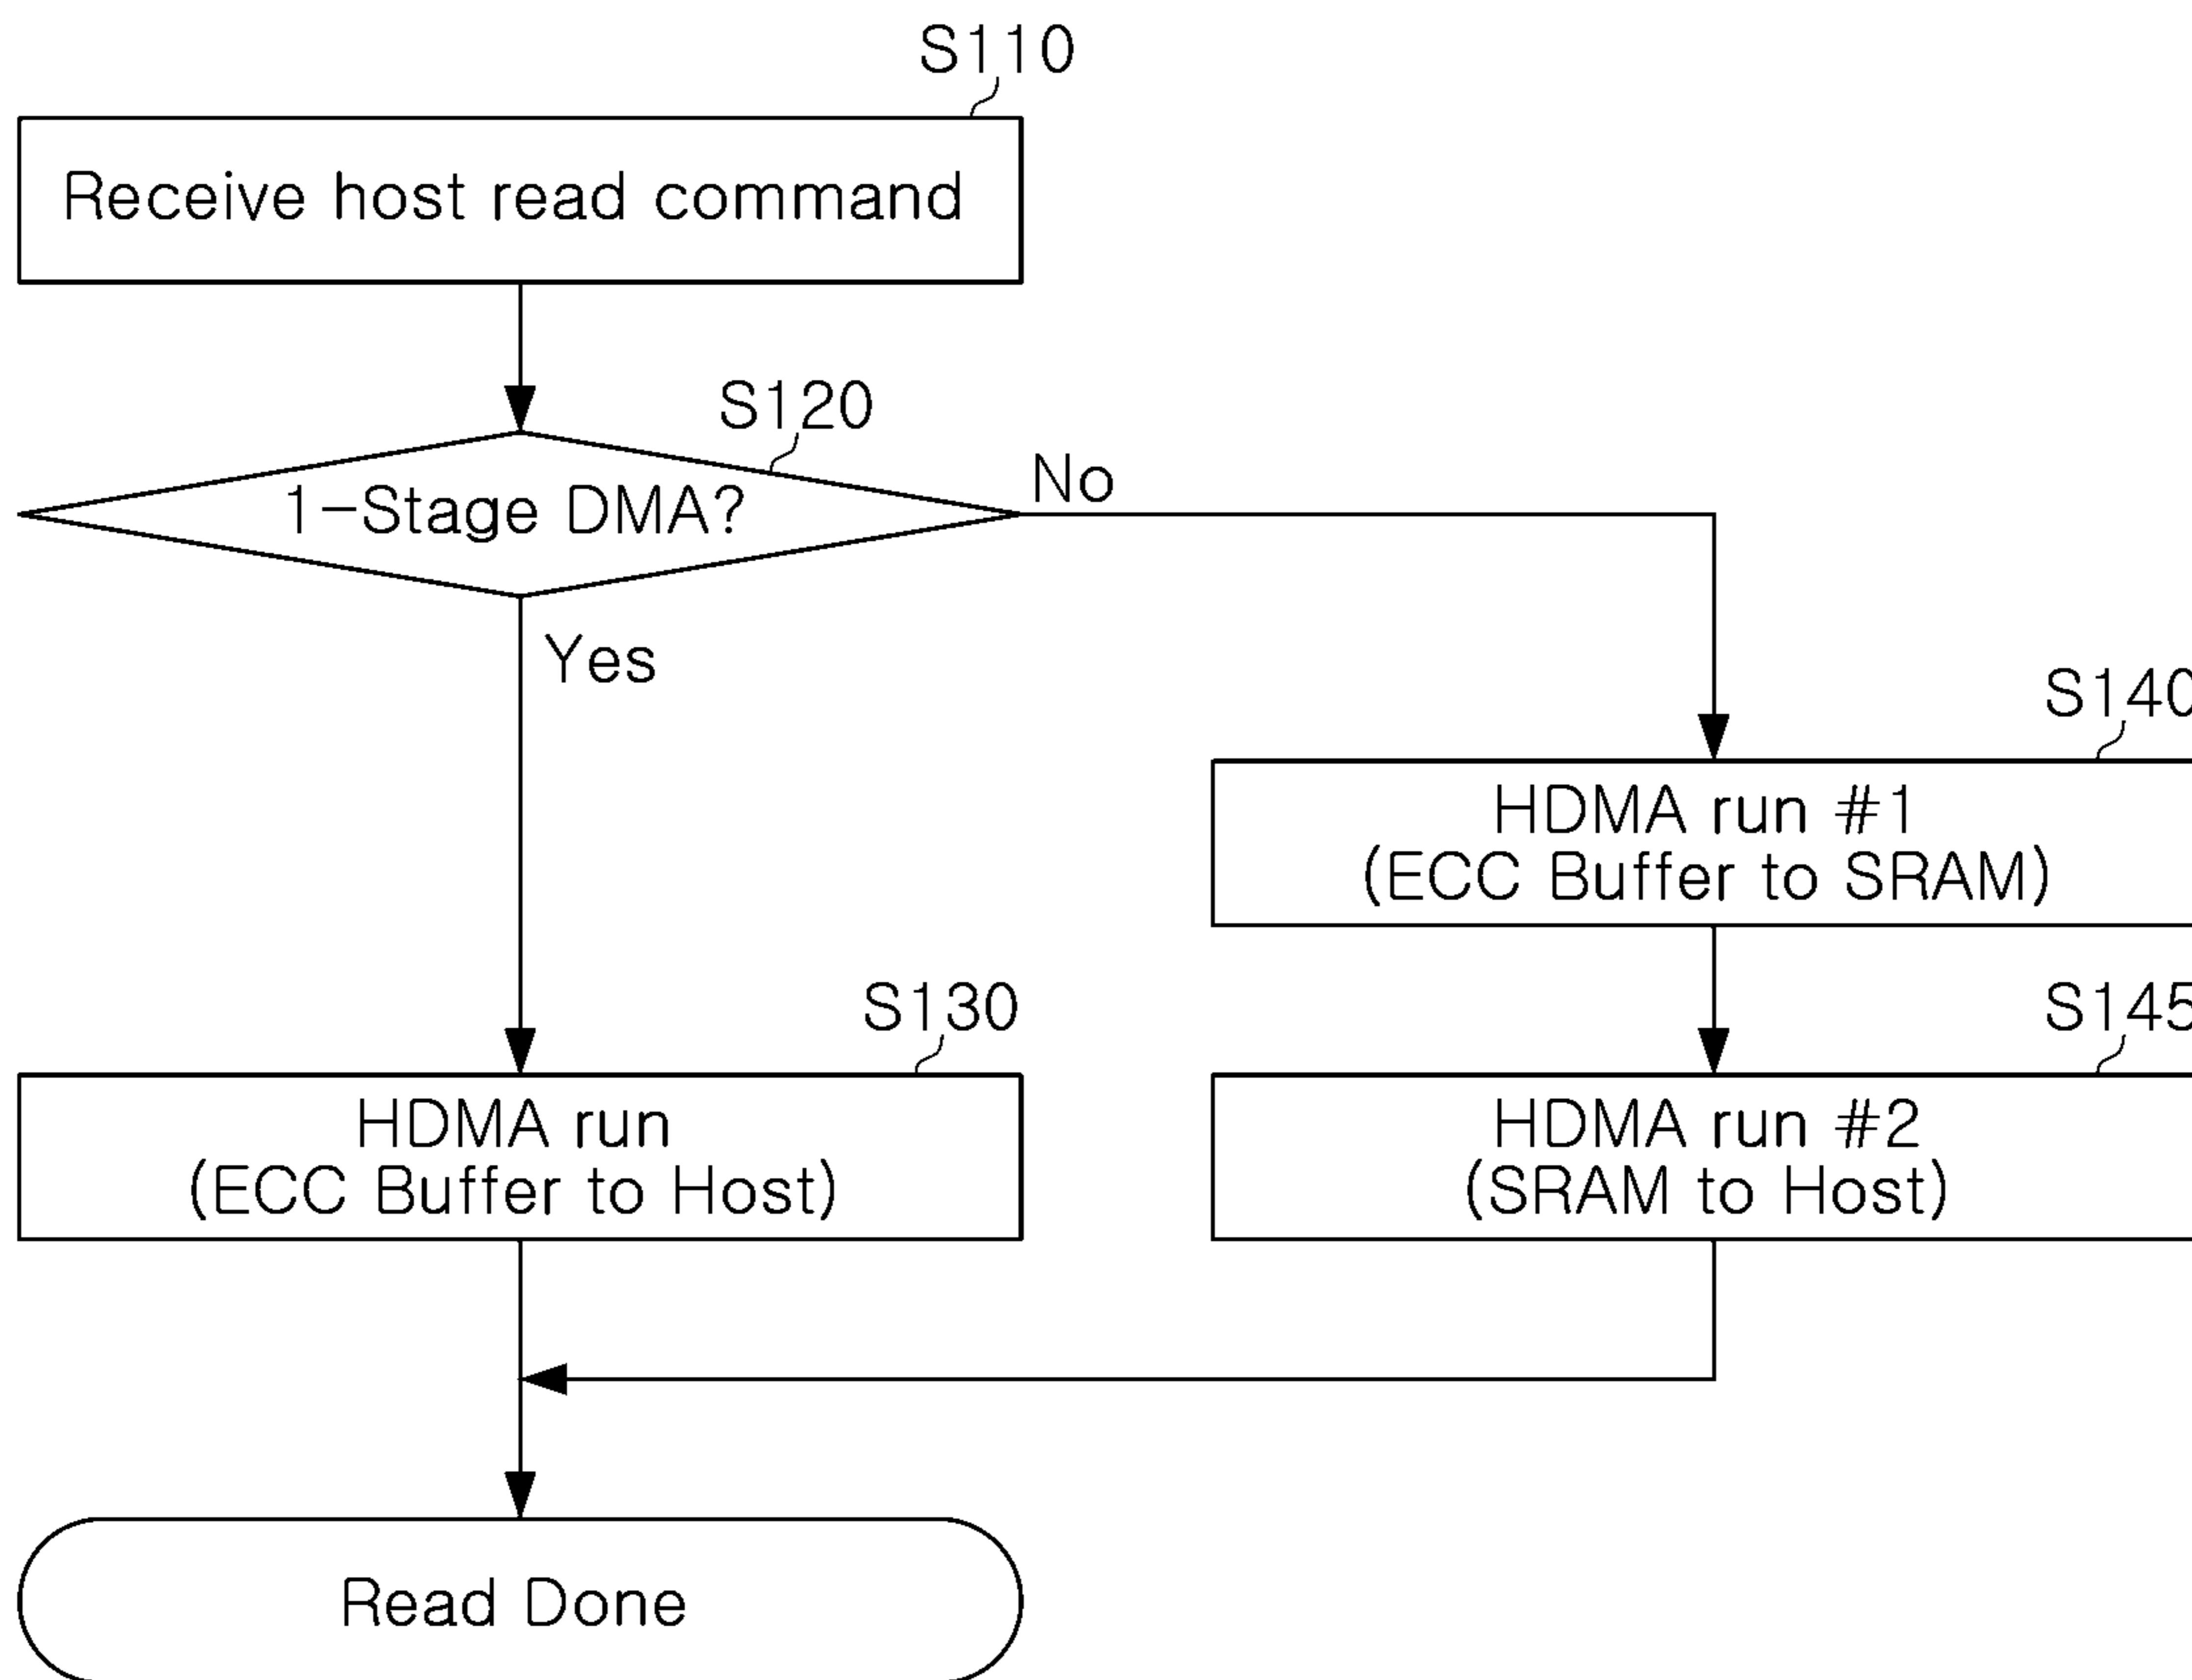 S110
Receive host read command
S120
1-Stage DMA?
No
Yes
S140
HDMA run #1
(ECC Buffer to SRAM)
S130
HDMA run
(ECC Buffer to Host)
S145
HDMA run #2
(SRAM to Host)
Read Done